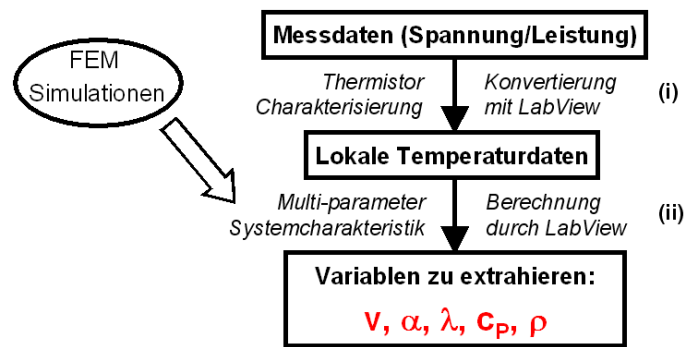 Messdaten (Spannung/Leistung)
FEM
Simulationen
Thermistor
Charakterisierung
Konvertierung
mit LabView
(i)
Lokale Temperaturdaten
Multi-parameter
Systemcharakteristik
Berechnung
durch LabView
(ii)
Variablen zu extrahieren:
v, α, λ, c_P, ρ